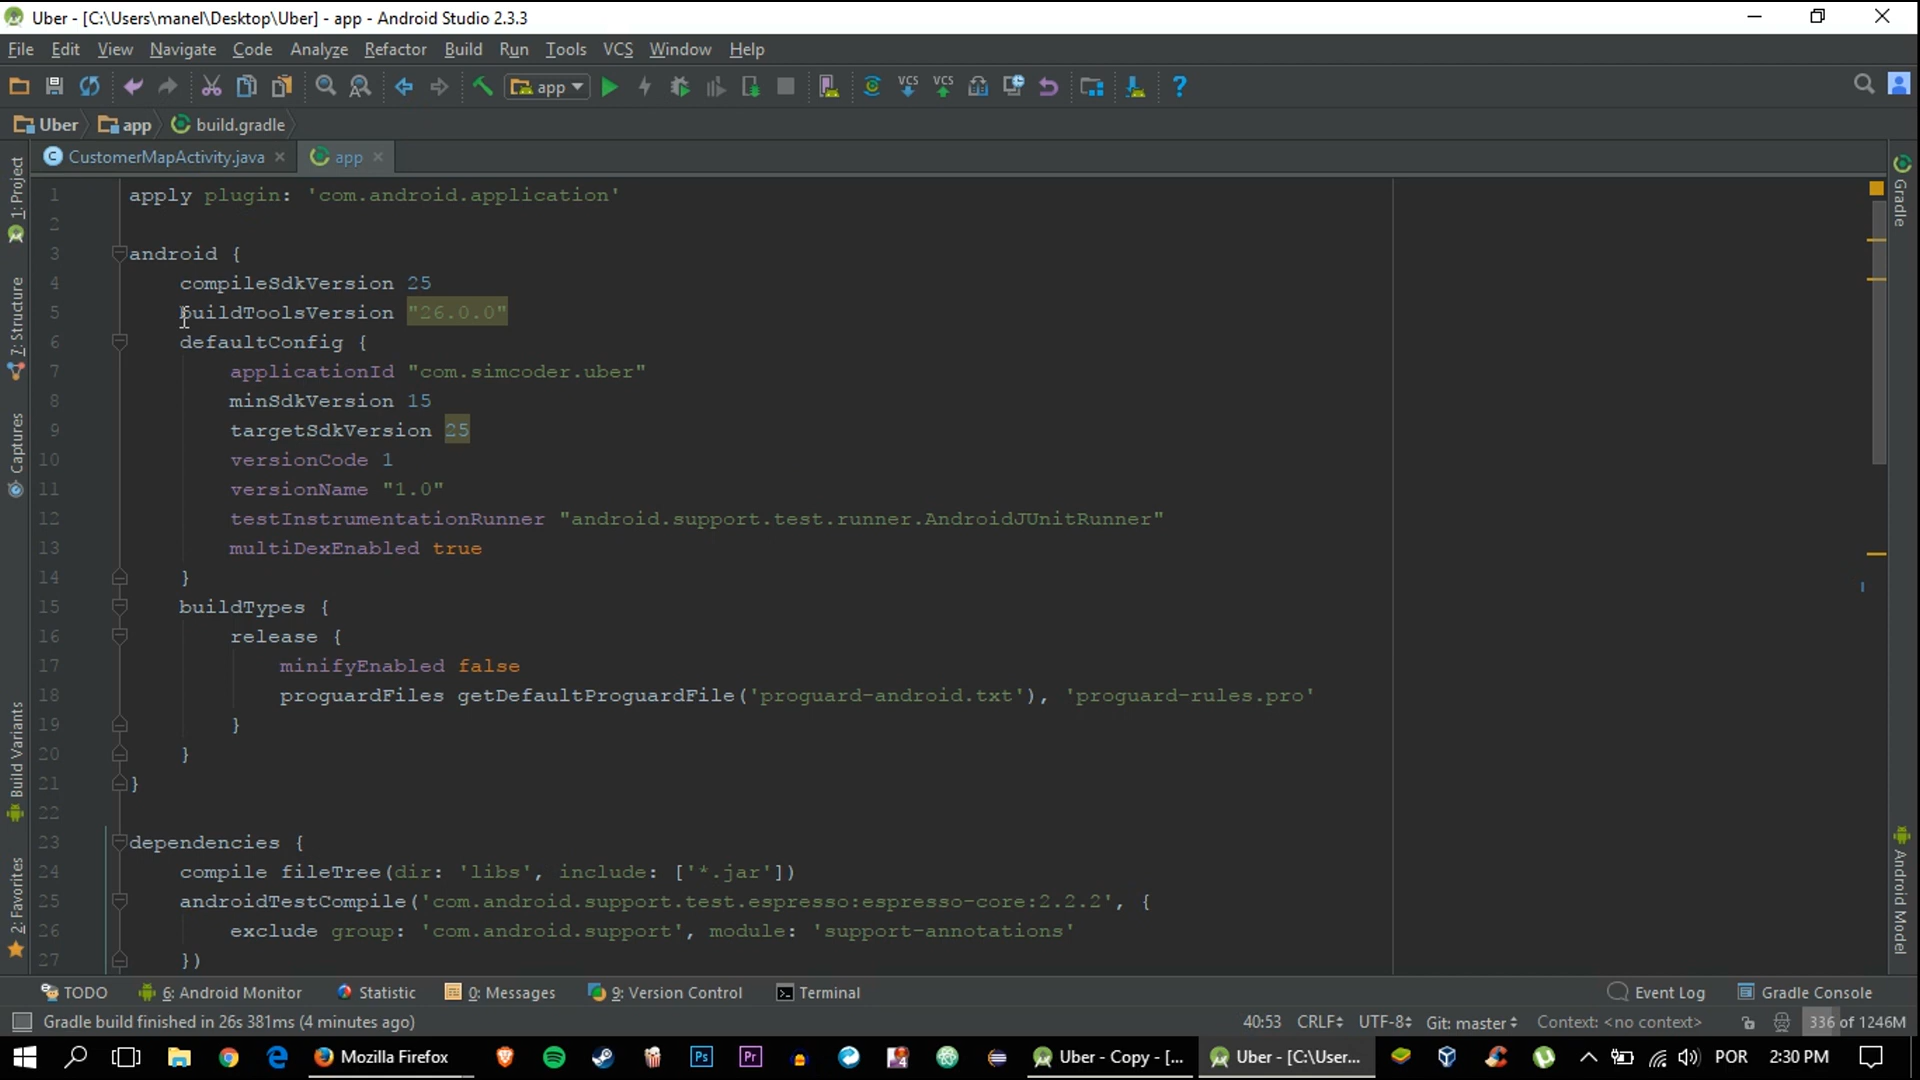 Uber - [C:\Users\manel\Desktop\Uber] - app - Android Studio 2.3.3
File Edit View Navigate Code Analyze Refactor Build Run Tools VCS Window Help
app VCS VCS
Uber app build.gradle
CustomerMapActivity.java app
1 apply plugin: 'com.android.application'
2
3 android {
4 compileSdkVersion 25
5 buildToolsVersion "26.0.0"
6 defaultConfig {
7 applicationId "com.simcoder.uber"
8 minSdkVersion 15
9 targetSdkVersion 25
10 versionCode 1
11 versionName "1.0"
12 testInstrumentationRunner "android.support.test.runner.AndroidJUnitRunner"
13 multiDexEnabled true
14 }
15 buildTypes {
16 release {
17 minifyEnabled false
18 proguardFiles getDefaultProguardFile('proguard-android.txt'), 'proguard-rules.pro'
19 }
20 }
21 }
22
23 dependencies {
24 compile fileTree(dir: 'libs', include: ['*.jar'])
25 androidTestCompile('com.android.support.test.espresso:espresso-core:2.2.2', {
26 exclude group: 'com.android.support', module: 'support-annotations'
27 })
1: Project
7: Structure
Captures
Build Variants
2: Favorites
Gradle
Android Model
TODO 6: Android Monitor Statistic 0: Messages 9: Version Control Terminal Event Log Gradle Console
Gradle build finished in 26s 381ms (4 minutes ago) 40:53 CRLF UTF-8 Git: master Context: <no context> 336 of 1246M
Mozilla Firefox Ps Pr Uber - Copy - [... Uber - [C:\User... POR 2:30 PM